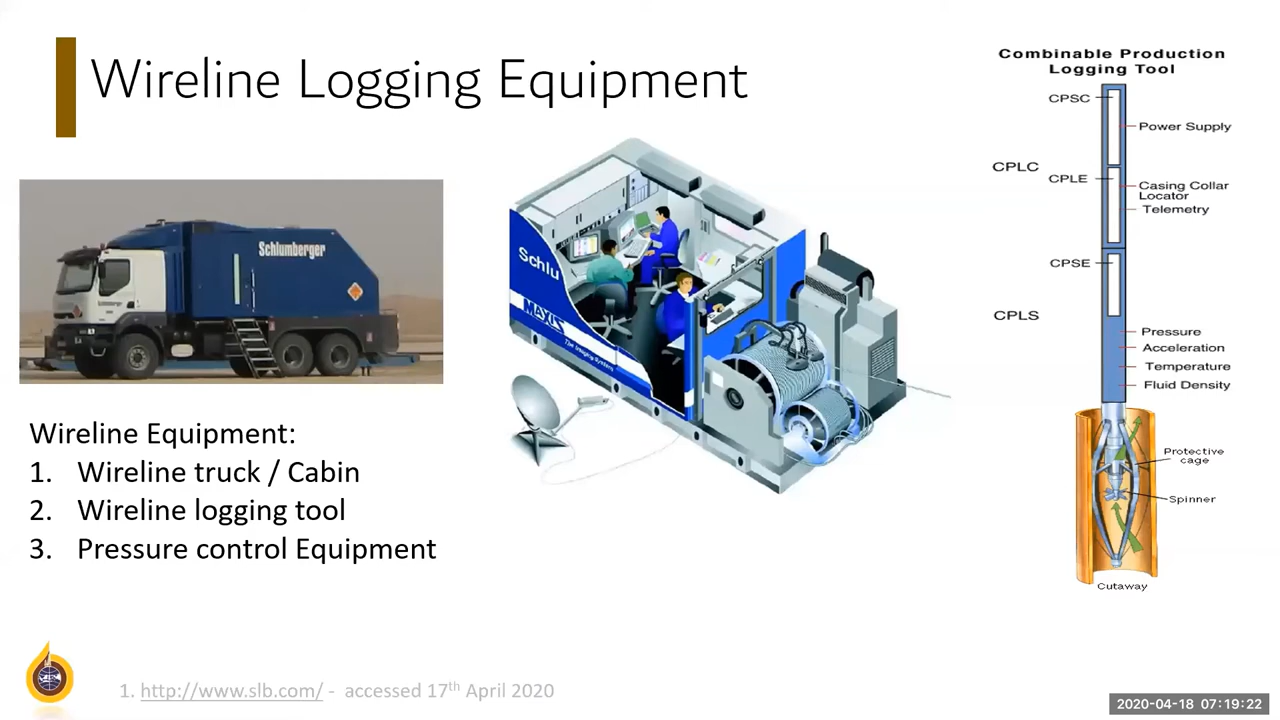 Wireline Logging Equipment
Schlumberger
Wireline Equipment:
1. Wireline truck / Cabin
2. Wireline logging tool
3. Pressure control Equipment
Schlu
MAXIS
The Imaging System
Combinable Production
Logging Tool
CPSC
Power Supply
CPLC
CPLE
Casing Collar
Locator
Telemetry
CPSE
CPLS
Pressure
Acceleration
Temperature
Fluid Density
Protective
cage
Spinner
Cutaway
1. http://www.slb.com/ - accessed 17th April 2020
2020-04-18 07:19:22